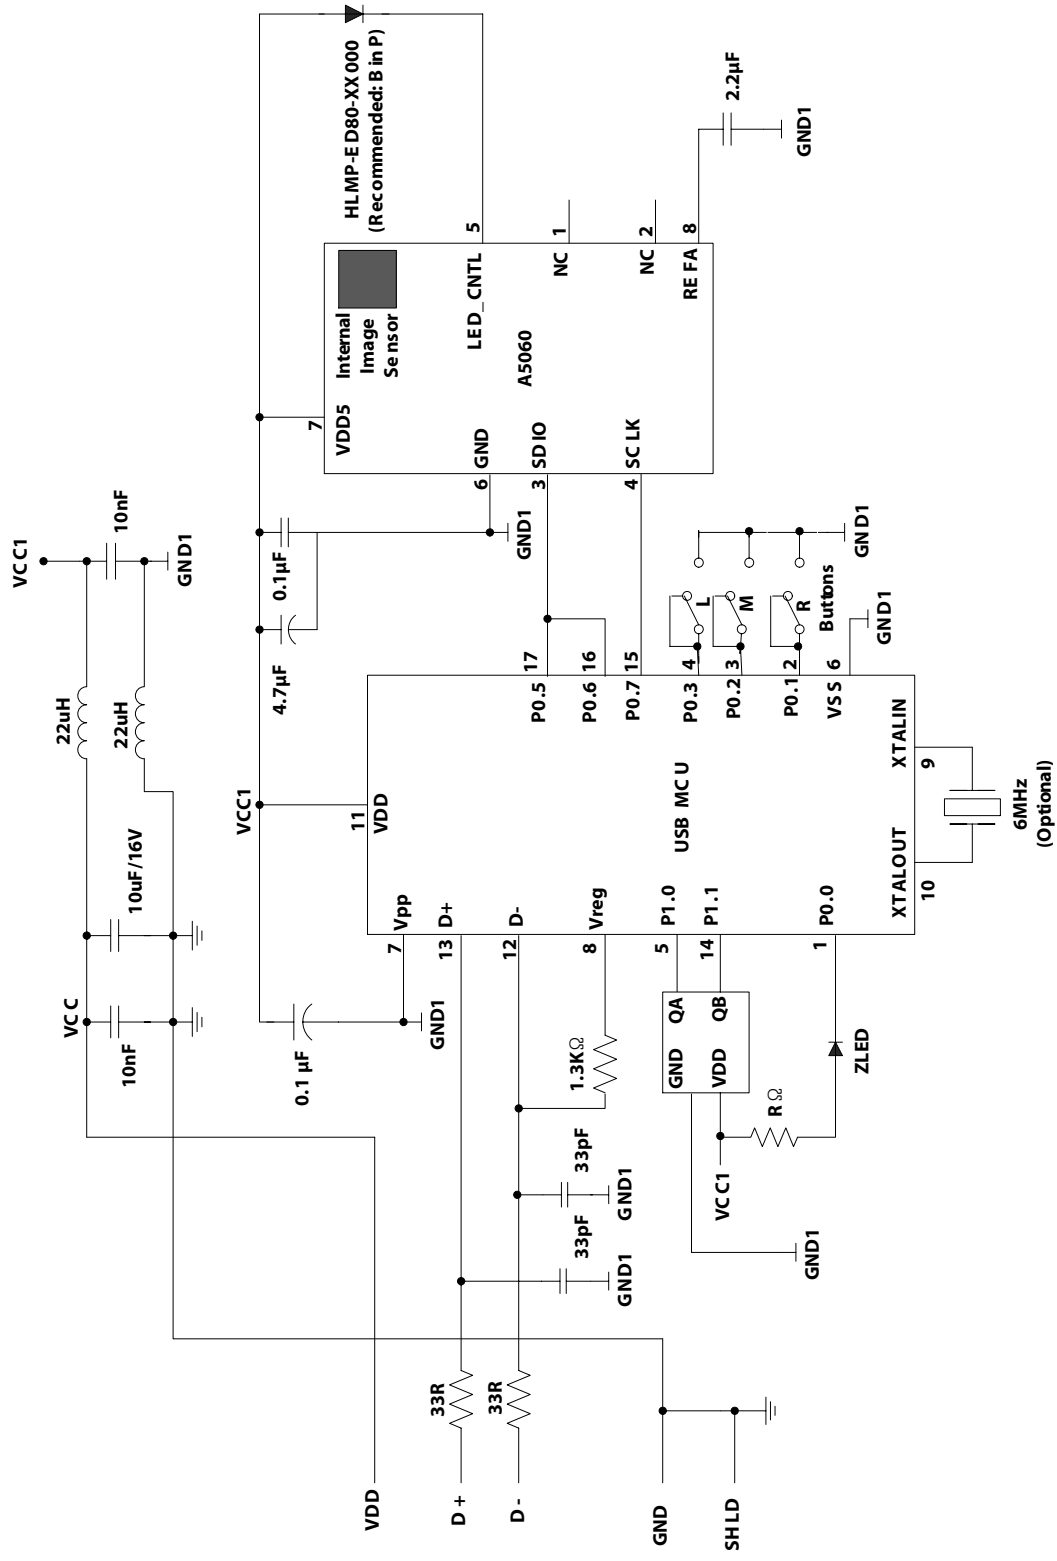 VCC1
10nF
GND1
22uH
22uH
10uF/16V
VCC
10nF
HLMP-ED80-XX000
(Recommended: Bin P)
Internal
Image
Sensor
7
VDD5
LED_CNTL
5
A5060
NC
1
NC
2
REFA
8
2.2µF
GND1
GND
6
SDIO
3
SCLK
4
0.1µF
4.7µF
GND1
VCC1
11
VDD
P0.5
17
P0.6
16
P0.7
15
P0.3
4
P0.2
3
P0.1
2
VSS
6
L
M
R
Buttons
GND1
GND1
USB MCU
XTALIN
9
XTALOUT
10
6MHz
(Optional)
Vpp
7
D+
13
D-
12
Vreg
8
P1.0
5
P1.1
14
P0.0
1
0.1 µF
GND1
1.3KΩ
GND
QA
VDD
QB
ZLED
R Ω
VCC1
GND1
33pF
GND1
33pF
GND1
33R
33R
VDD
D+
D-
GND
SHLD